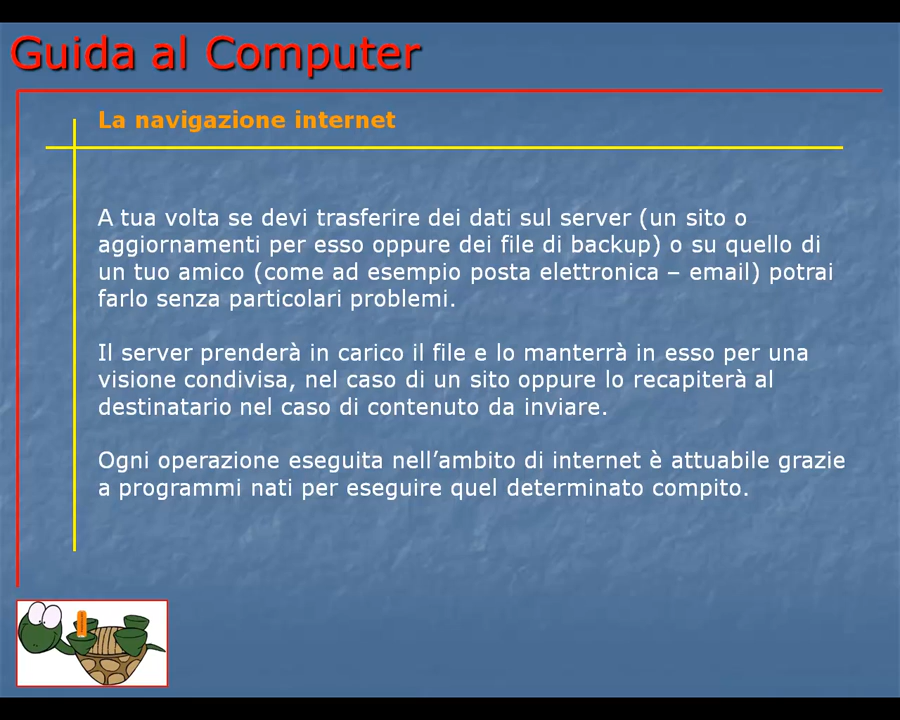 Guida al Computer
La navigazione internet
A tua volta se devi trasferire dei dati sul server (un sito o
aggiornamenti per esso oppure dei file di backup) o su quello di
un tuo amico (come ad esempio posta elettronica – email) potrai
farlo senza particolari problemi.
Il server prenderà in carico il file e lo manterrà in esso per una
visione condivisa, nel caso di un sito oppure lo recapiterà al
destinatario nel caso di contenuto da inviare.
Ogni operazione eseguita nell’ambito di internet è attuabile grazie
a programmi nati per eseguire quel determinato compito.